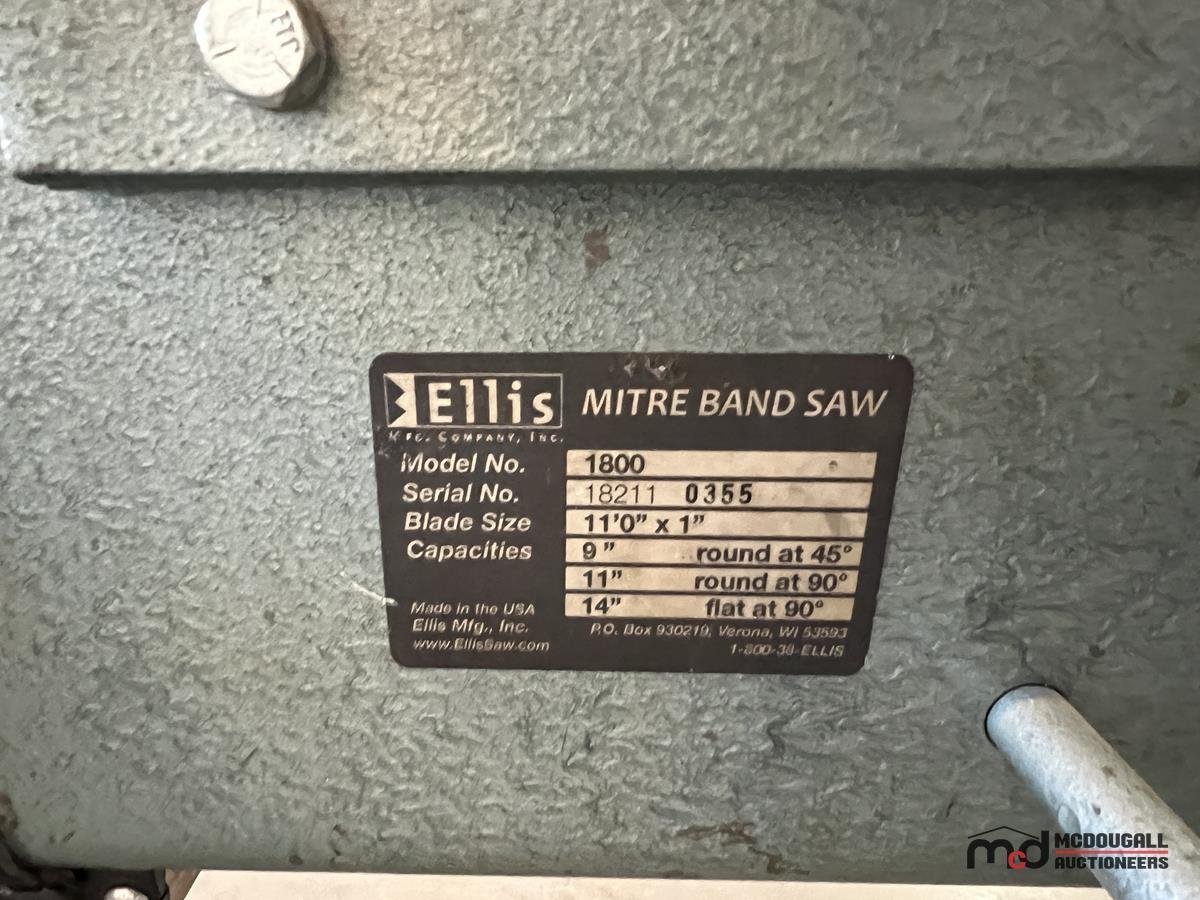 FTC
Ellis MITRE BAND SAW
MFG. COMPANY, INC.
Model No. 1800
Serial No. 18211 0355
Blade Size 11'0" x 1"
Capacities 9" round at 45°
11" round at 90°
14" flat at 90°
Made in the USA
Ellis Mfg., Inc. P.O. Box 930219, Verona, WI 53593
www.EllisSaw.com 1-800-38-ELLIS
mcd MCDOUGALL
AUCTIONEERS